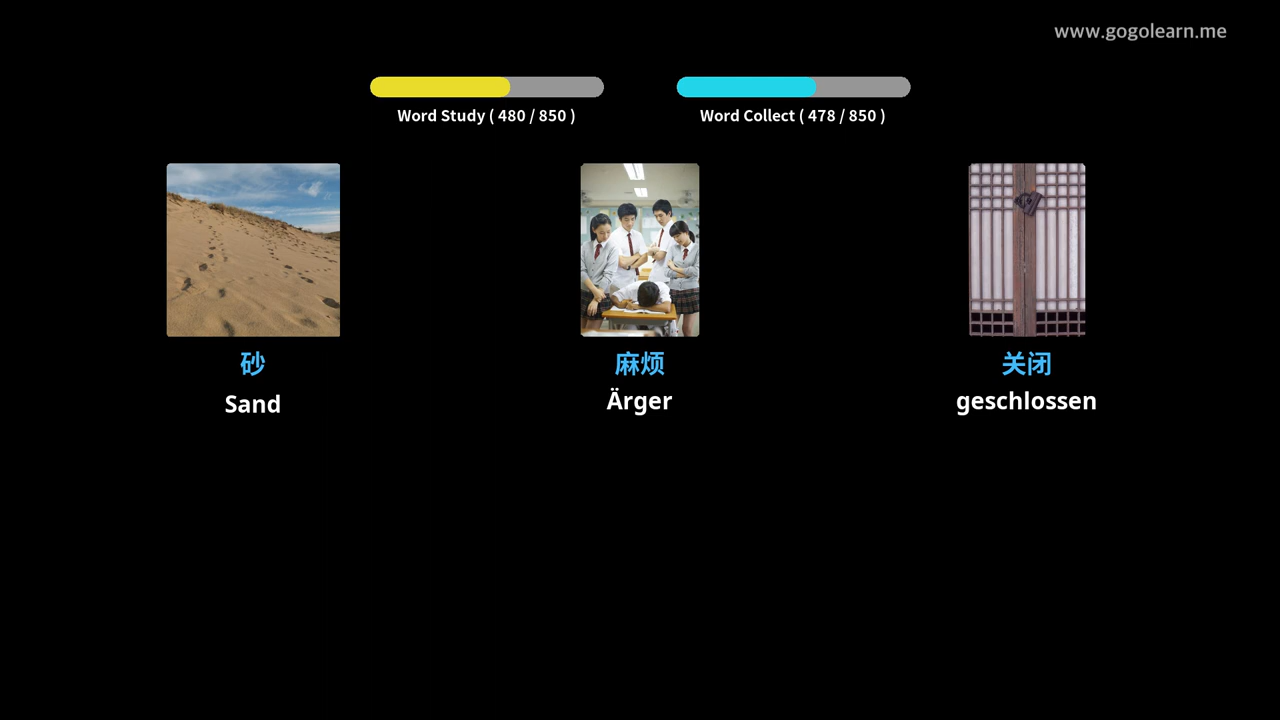 www.gogolearn.me
Word Study ( 480 / 850 )
Word Collect ( 478 / 850 )
砂
麻烦
关闭
Sand
Ärger
geschlossen